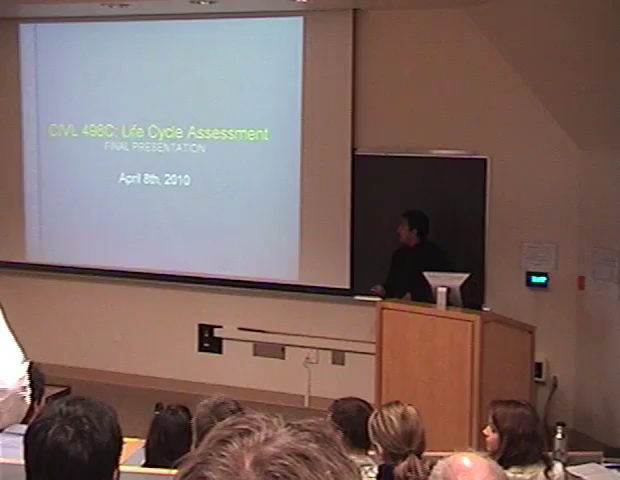 CIVL 498C: Life Cycle Assessment
FINAL PRESENTATION
April 8th, 2010